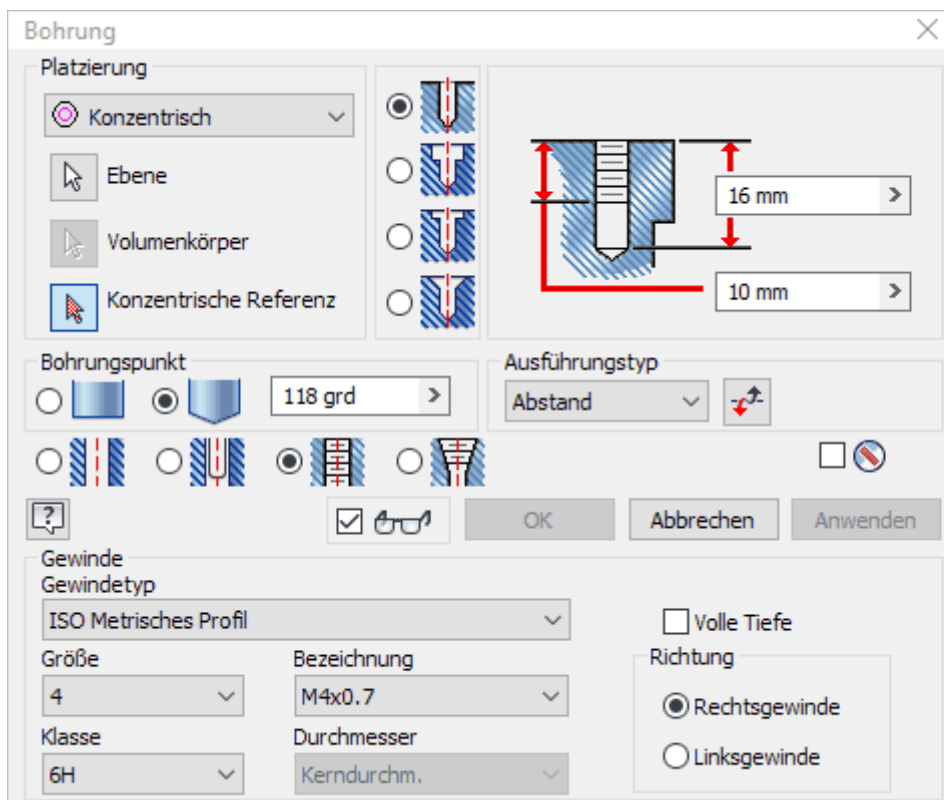 Bohrung
Platzierung
Konzentrisch
Ebene
Volumenkörper
Konzentrische Referenz
16 mm
10 mm
Bohrungspunkt
118 grd
Ausführungstyp
Abstand
OK
Abbrechen
Anwenden
Gewinde
Gewindetyp
ISO Metrisches Profil
Volle Tiefe
Größe
Bezeichnung
4
M4x0.7
Klasse
Durchmesser
6H
Kerndurchm.
Richtung
Rechtsgewinde
Linksgewinde